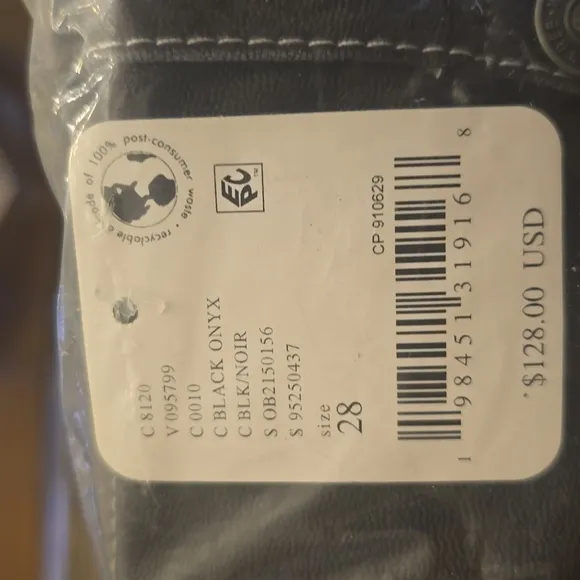 made of 100% post-consumer waste • recyclable
EPC™
C 8120
V 095799
C 0010
C BLACK ONYX
C BLK/NOIR
S OB2150156
S 95250437
size
28
CP 910629
1 98451 31916 8
$128.00 USD